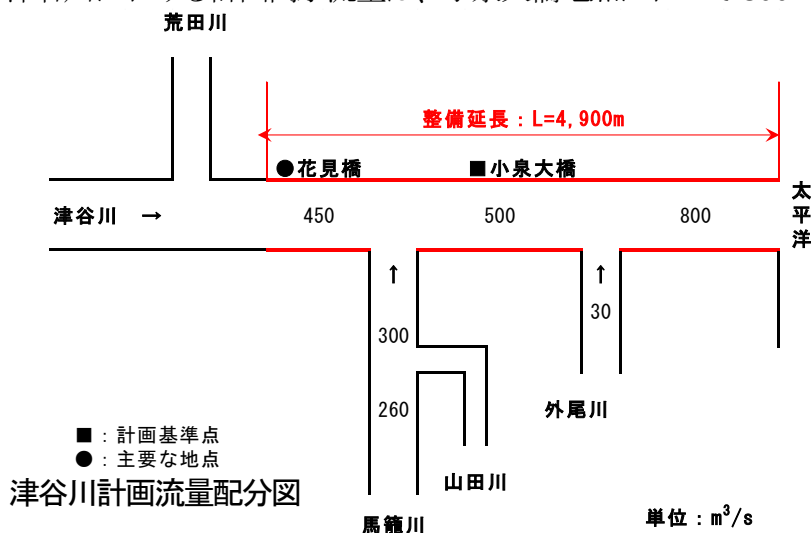 荒田川
整備延長：L=4,900m
●花見橋
■小泉大橋
太平洋
津谷川 →
450
500
800
↑
↑
30
300
260
外尾川
■：計画基準点
●：主要な地点
山田川
津谷川計画流量配分図
馬籠川
単位：m³/s